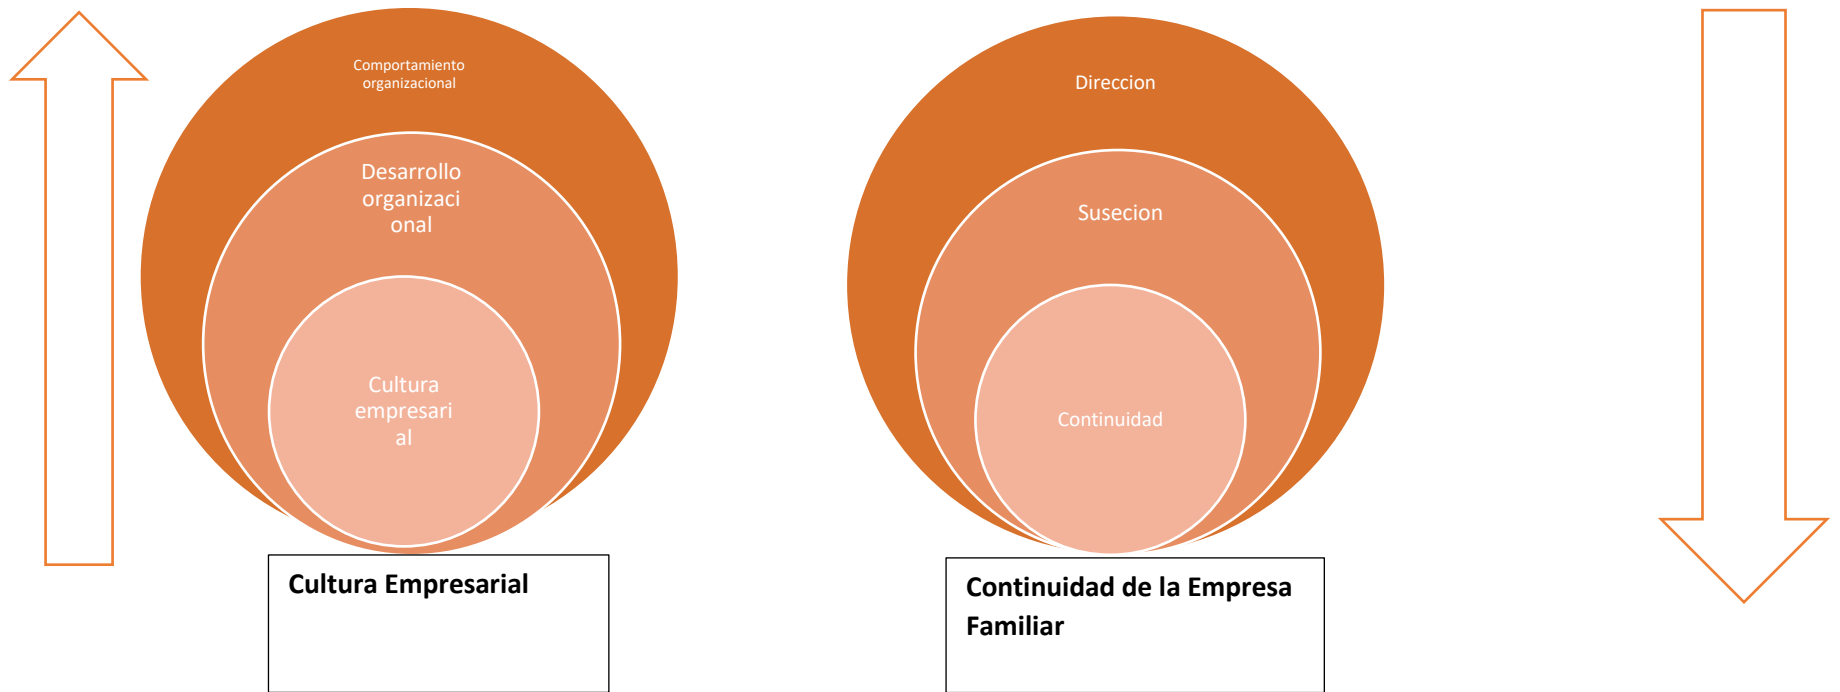 Comportamiento
organizacional
Desarrollo
organizaci
onal
Cultura
empresari
al
Cultura Empresarial
Direccion
Susecion
Continuidad
Continuidad de la Empresa
Familiar